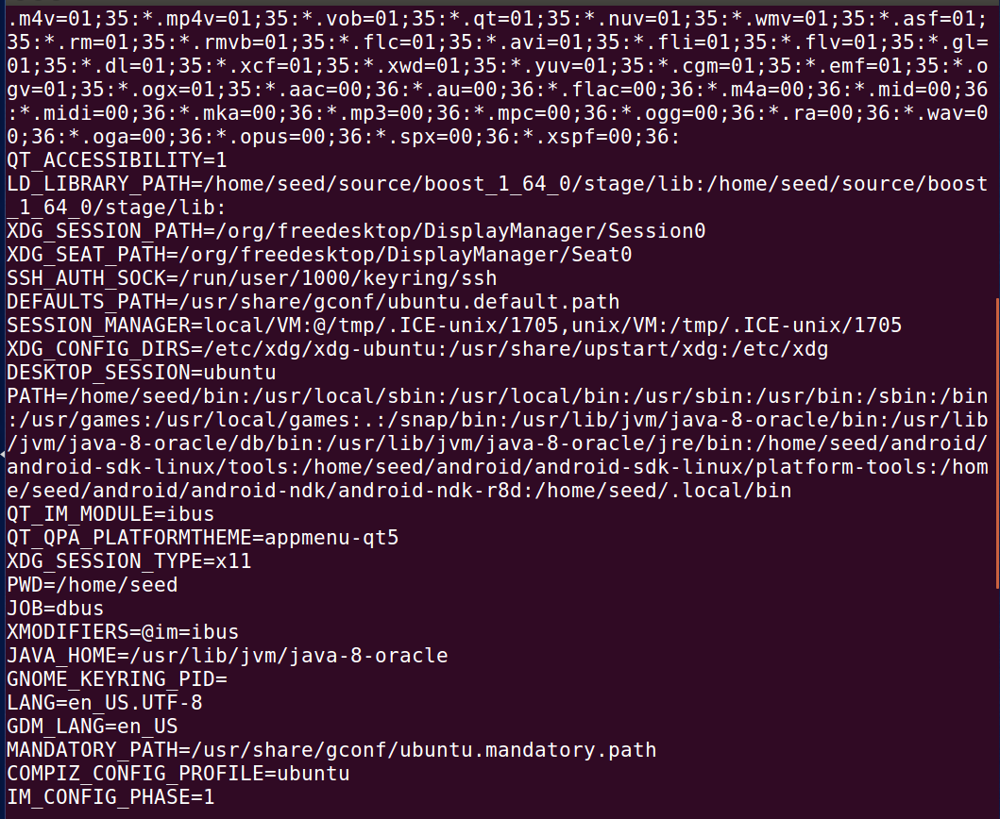 .m4v=01;35:*.mp4v=01;35:*.vob=01;35:*.qt=01;35:*.nuv=01;35:*.wmv=01;35:*.asf=01;
35:*.rm=01;35:*.rmvb=01;35:*.flc=01;35:*.avi=01;35:*.fli=01;35:*.flv=01;35:*.gl=
01;35:*.dl=01;35:*.xcf=01;35:*.xwd=01;35:*.yuv=01;35:*.cgm=01;35:*.emf=01;35:*.o
gv=01;35:*.ogx=01;35:*.aac=00;36:*.au=00;36:*.flac=00;36:*.m4a=00;36:*.mid=00;36
:*.midi=00;36:*.mka=00;36:*.mp3=00;36:*.mpc=00;36:*.ogg=00;36:*.ra=00;36:*.wav=0
0;36:*.oga=00;36:*.opus=00;36:*.spx=00;36:*.xspf=00;36:
QT_ACCESSIBILITY=1
LD_LIBRARY_PATH=/home/seed/source/boost_1_64_0/stage/lib:/home/seed/source/boost
_1_64_0/stage/lib:
XDG_SESSION_PATH=/org/freedesktop/DisplayManager/Session0
XDG_SEAT_PATH=/org/freedesktop/DisplayManager/Seat0
SSH_AUTH_SOCK=/run/user/1000/keyring/ssh
DEFAULTS_PATH=/usr/share/gconf/ubuntu.default.path
SESSION_MANAGER=local/VM:@/tmp/.ICE-unix/1705,unix/VM:/tmp/.ICE-unix/1705
XDG_CONFIG_DIRS=/etc/xdg/xdg-ubuntu:/usr/share/upstart/xdg:/etc/xdg
DESKTOP_SESSION=ubuntu
PATH=/home/seed/bin:/usr/local/sbin:/usr/local/bin:/usr/sbin:/usr/bin:/sbin:/bin
:/usr/games:/usr/local/games:.:/snap/bin:/usr/lib/jvm/java-8-oracle/bin:/usr/lib
/jvm/java-8-oracle/db/bin:/usr/lib/jvm/java-8-oracle/jre/bin:/home/seed/android/
android-sdk-linux/tools:/home/seed/android/android-sdk-linux/platform-tools:/hom
e/seed/android/android-ndk/android-ndk-r8d:/home/seed/.local/bin
QT_IM_MODULE=ibus
QT_QPA_PLATFORMTHEME=appmenu-qt5
XDG_SESSION_TYPE=x11
PWD=/home/seed
JOB=dbus
XMODIFIERS=@im=ibus
JAVA_HOME=/usr/lib/jvm/java-8-oracle
GNOME_KEYRING_PID=
LANG=en_US.UTF-8
GDM_LANG=en_US
MANDATORY_PATH=/usr/share/gconf/ubuntu.mandatory.path
COMPIZ_CONFIG_PROFILE=ubuntu
IM_CONFIG_PHASE=1